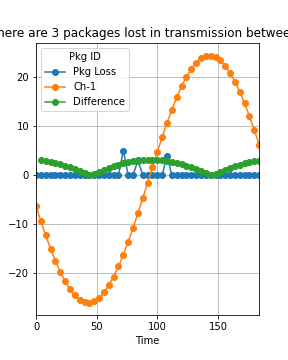 here are 3 packages lost in transmission betwee
Pkg ID
Pkg Loss
Ch-1
Difference
20
10
0
−10
−20
0 50 100 150
Time